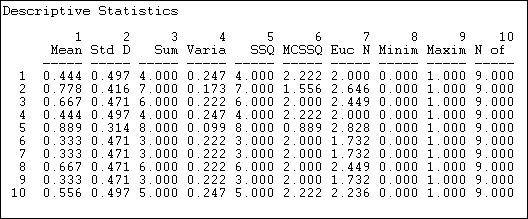 Descriptive Statistics
1 2 3 4 5 6 7 8 9 10
Mean Std D Sum Varia SSQ MCSSQ Euc N Minim Maxim N of
1 0.444 0.497 4.000 0.247 4.000 2.222 2.000 0.000 1.000 9.000
2 0.778 0.416 7.000 0.173 7.000 1.556 2.646 0.000 1.000 9.000
3 0.667 0.471 6.000 0.222 6.000 2.000 2.449 0.000 1.000 9.000
4 0.444 0.497 4.000 0.247 4.000 2.222 2.000 0.000 1.000 9.000
5 0.889 0.314 8.000 0.099 8.000 0.889 2.828 0.000 1.000 9.000
6 0.333 0.471 3.000 0.222 3.000 2.000 1.732 0.000 1.000 9.000
7 0.333 0.471 3.000 0.222 3.000 2.000 1.732 0.000 1.000 9.000
8 0.667 0.471 6.000 0.222 6.000 2.000 2.449 0.000 1.000 9.000
9 0.333 0.471 3.000 0.222 3.000 2.000 1.732 0.000 1.000 9.000
10 0.556 0.497 5.000 0.247 5.000 2.222 2.236 0.000 1.000 9.000